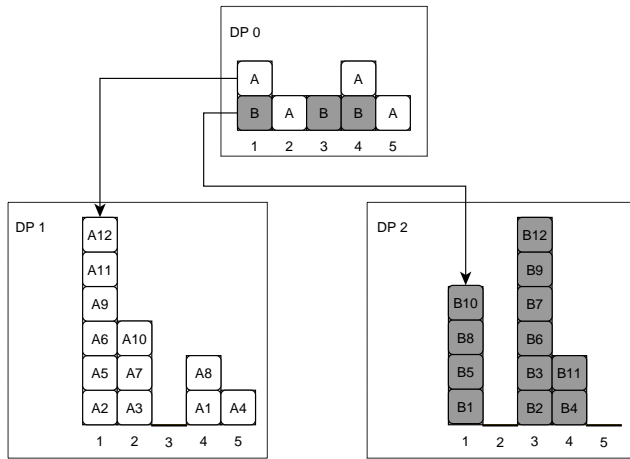 DP 0
A A
B A B B A
1 2 3 4 5
DP 1
A12
A11
A9
A6 A10
A5 A7 A8
A2 A3 A1 A4
1 2 3 4 5
DP 2
B12
B9
B10 B7
B8 B6
B5 B3 B11
B1 B2 B4
1 2 3 4 5